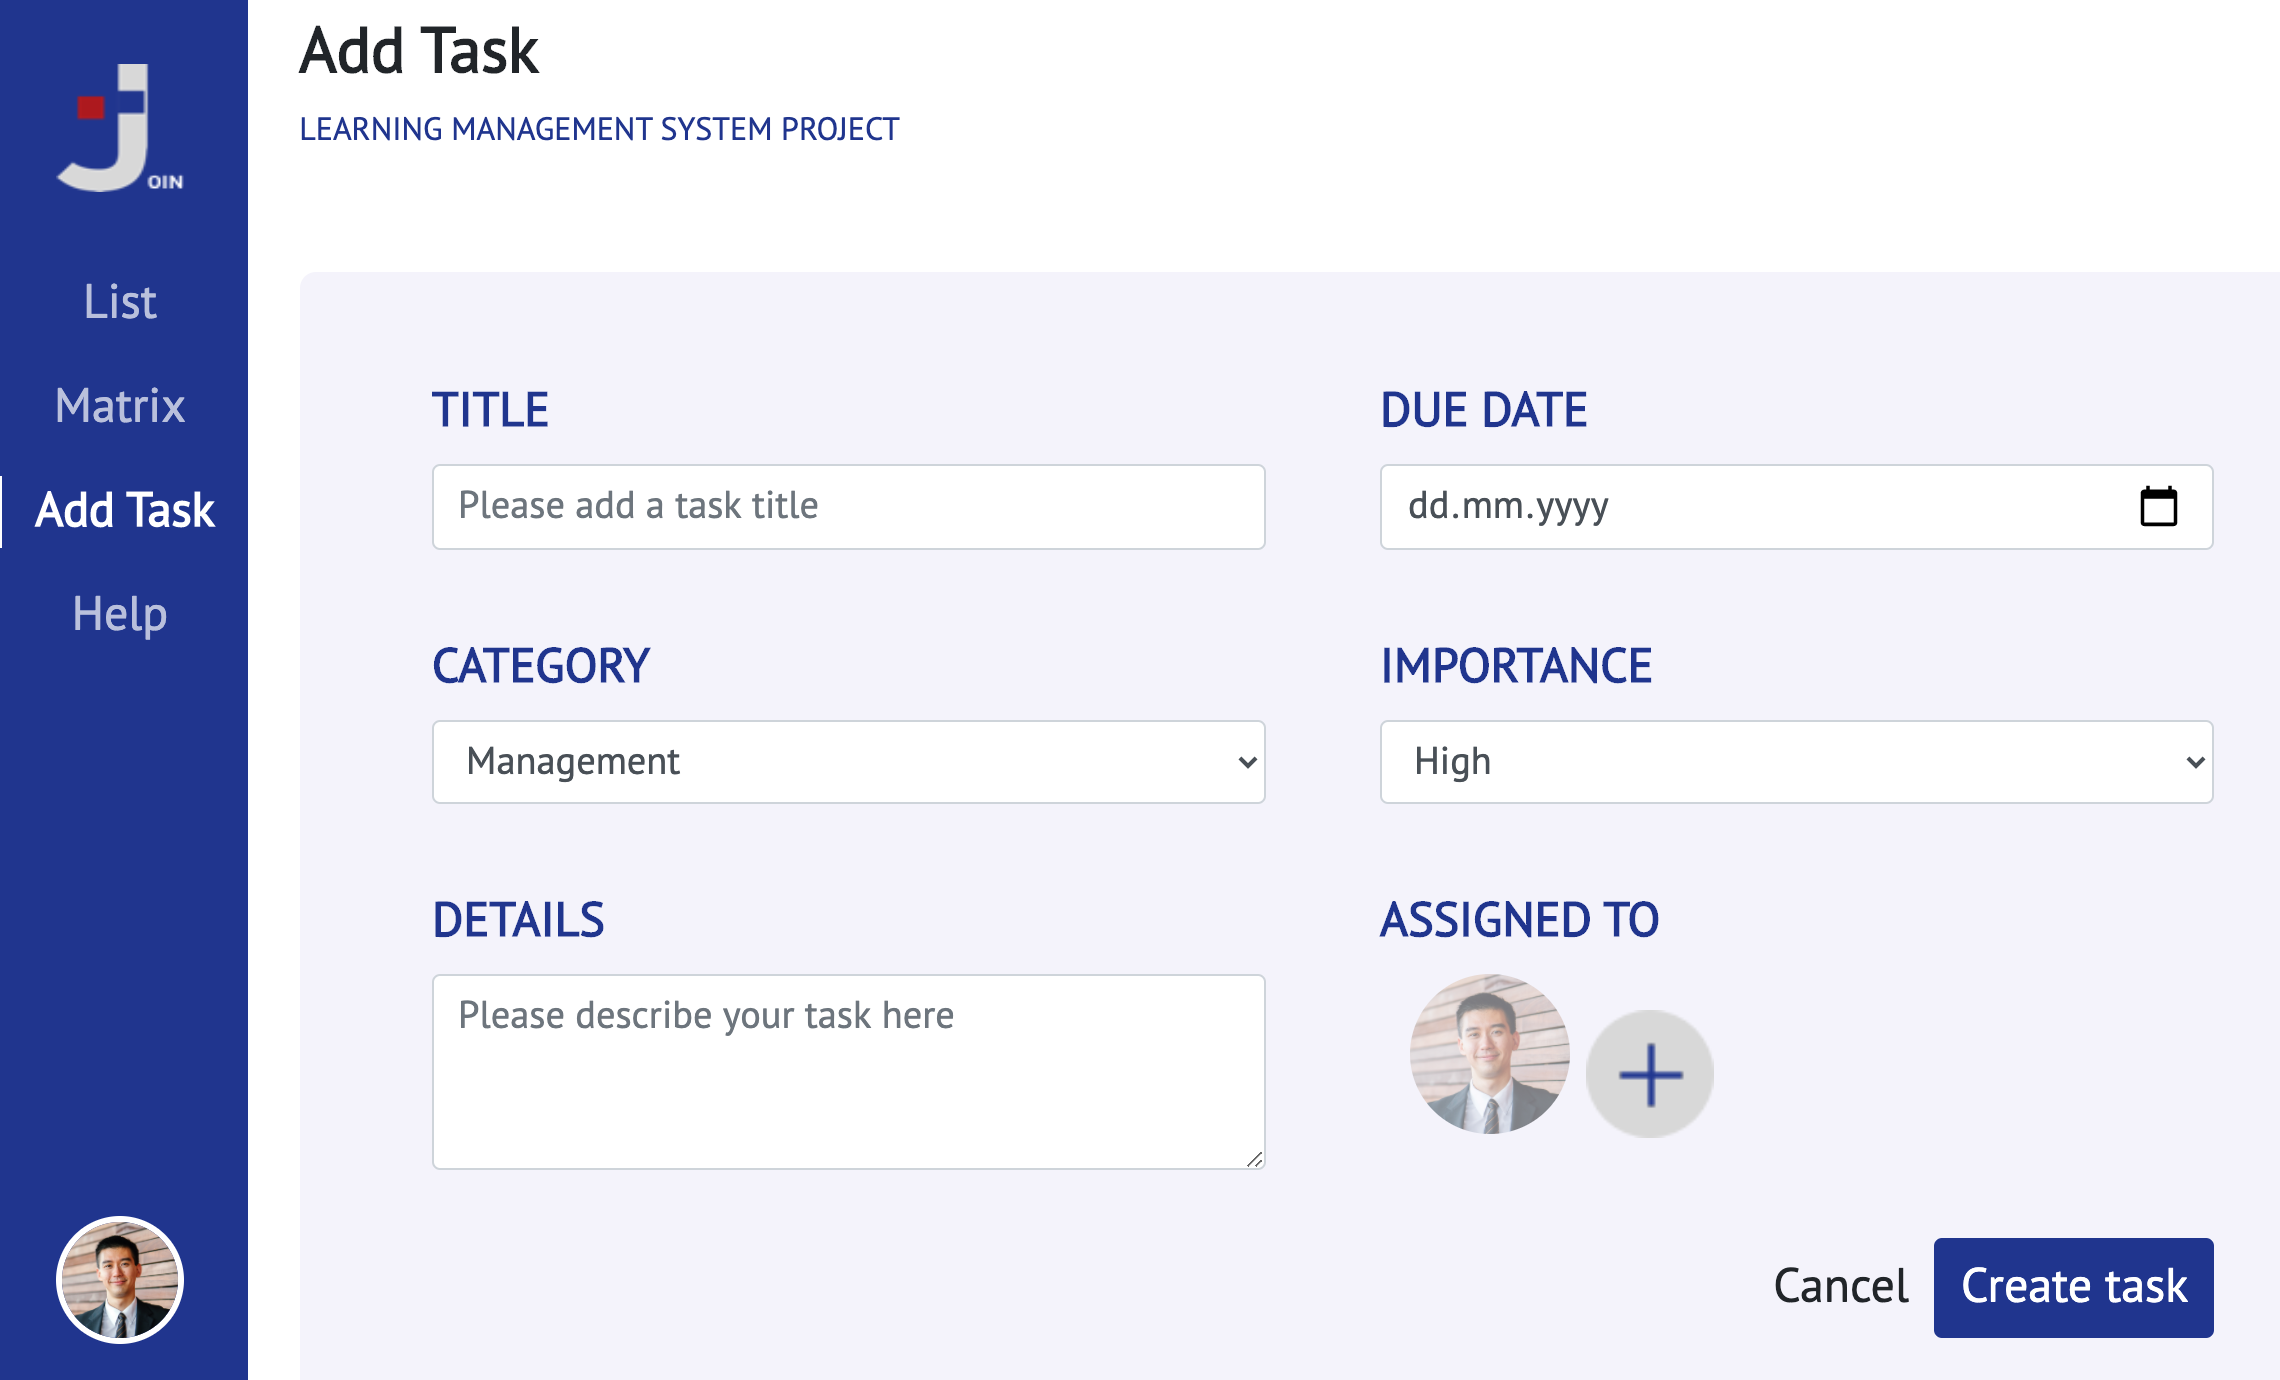 JOIN
List
Matrix
Add Task
Help
Add Task
LEARNING MANAGEMENT SYSTEM PROJECT
TITLE
Please add a task title
DUE DATE
dd.mm.yyyy
CATEGORY
Management
IMPORTANCE
High
DETAILS
Please describe your task here
ASSIGNED TO
Cancel
Create task